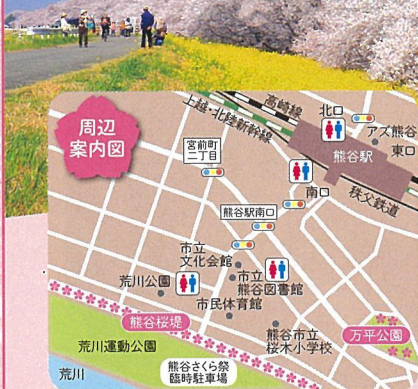 周辺
案内図
上越・北陸新幹線
高崎線
北口
アズ熊谷
東口
熊谷駅
宮前町
二丁目
南口
秩父鉄道
熊谷駅南口
市立
文化会館
市立
熊谷図書館
荒川公園
市民体育館
熊谷桜堤
熊谷市立
桜木小学校
万平公園
荒川運動公園
荒川
熊谷さくら祭
臨時駐車場